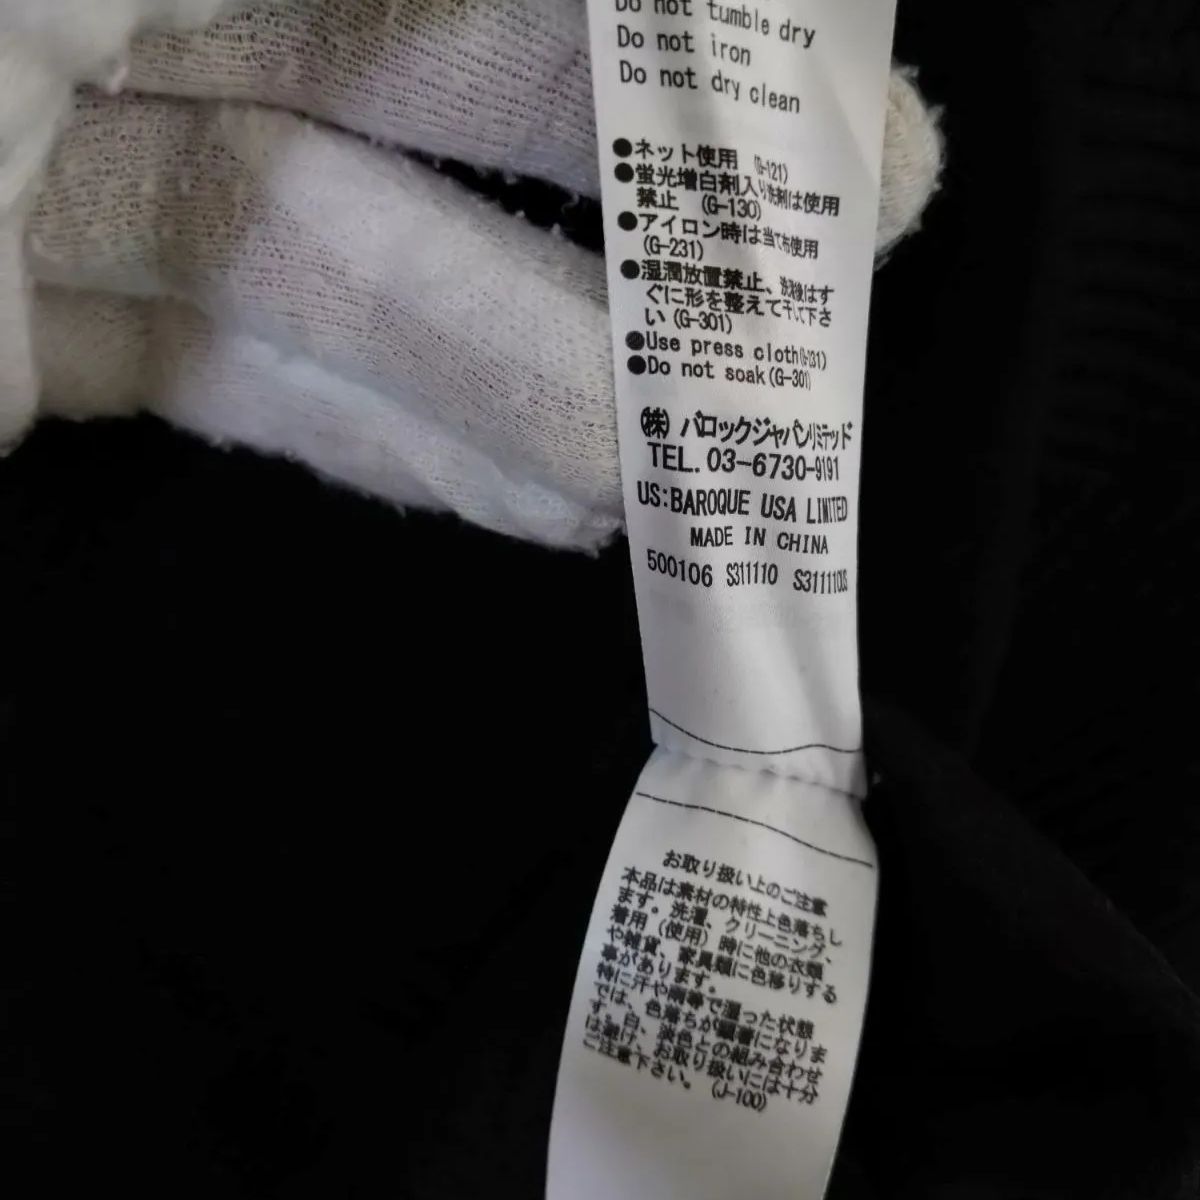 Do not tumble dry
Do not iron
Do not dry clean
●ネット使用 (G-121)
●蛍光増白剤入り洗剤は使用
禁止 (G-130)
●アイロン時は当て布使用
(G-231)
●湿潤放置禁止、洗濯後はす
ぐに形を整えて干して下さ
い (G-301)
●Use press cloth
●Do not soak(G-301)
(株) バロックジャパンリミテッド
TEL. 03-6730-9191
US:BAROQUE USA LIMITED
MADE IN CHINA
500106 S311110 S311110US
お取り扱い上のご注意
本品は素材の特性上色落ちし
ます。洗濯、クリーニング、
着用(使用)時に他の衣類
や雑貨、家具類に色移りする
事があります。
特に汗や雨等で湿った状態
では、色落ちが顕著になりま
す。白、淡色との組み合わせ
は避け、お取り扱いには十分
ご注意下さい。 (J-100)